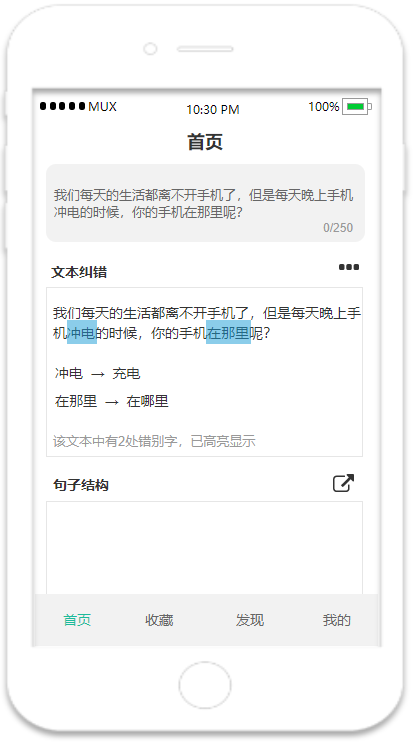 MUX 10:30 PM 100%
首页
我们每天的生活都离不开手机了，但是每天晚上手机
冲电的时候，你的手机在那里呢?
0/250
文本纠错
我们每天的生活都离不开手机了，但是每天晚上手
机冲电的时候，你的手机在那里呢?
冲电 → 充电
在那里 → 在哪里
该文本中有2处错别字，已高亮显示
句子结构
首页 收藏 发现 我的